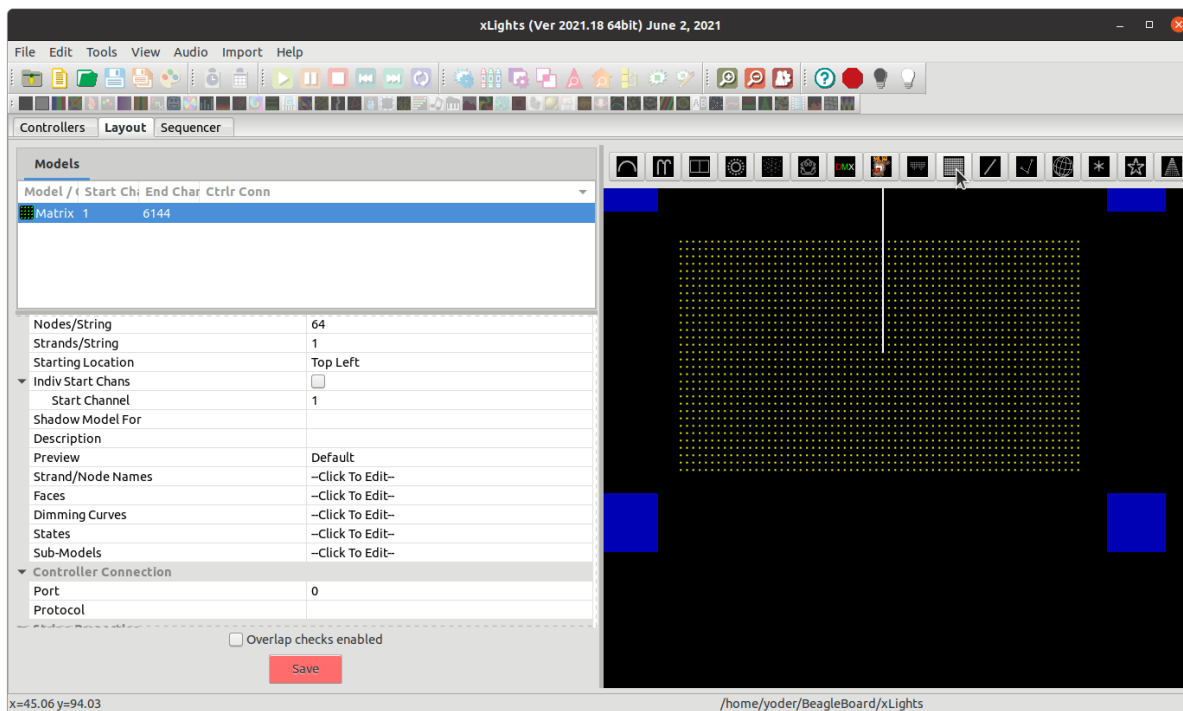 xLights (Ver 2021.18 64bit) June 2, 2021
File Edit Tools View Audio Import Help
Controllers Layout Sequencer
Models
Model / ( Start Cha End Char Ctrlr Conn
Matrix 1 6144
DMX
Nodes/String 64
Strands/String 1
Starting Location Top Left
Indiv Start Chans
Start Channel 1
Shadow Model For
Description
Preview Default
Strand/Node Names --Click To Edit--
Faces --Click To Edit--
Dimming Curves --Click To Edit--
States --Click To Edit--
Sub-Models --Click To Edit--
Controller Connection
Port 0
Protocol
Overlap checks enabled
Save
x=45.06 y=94.03 /home/yoder/BeagleBoard/xLights